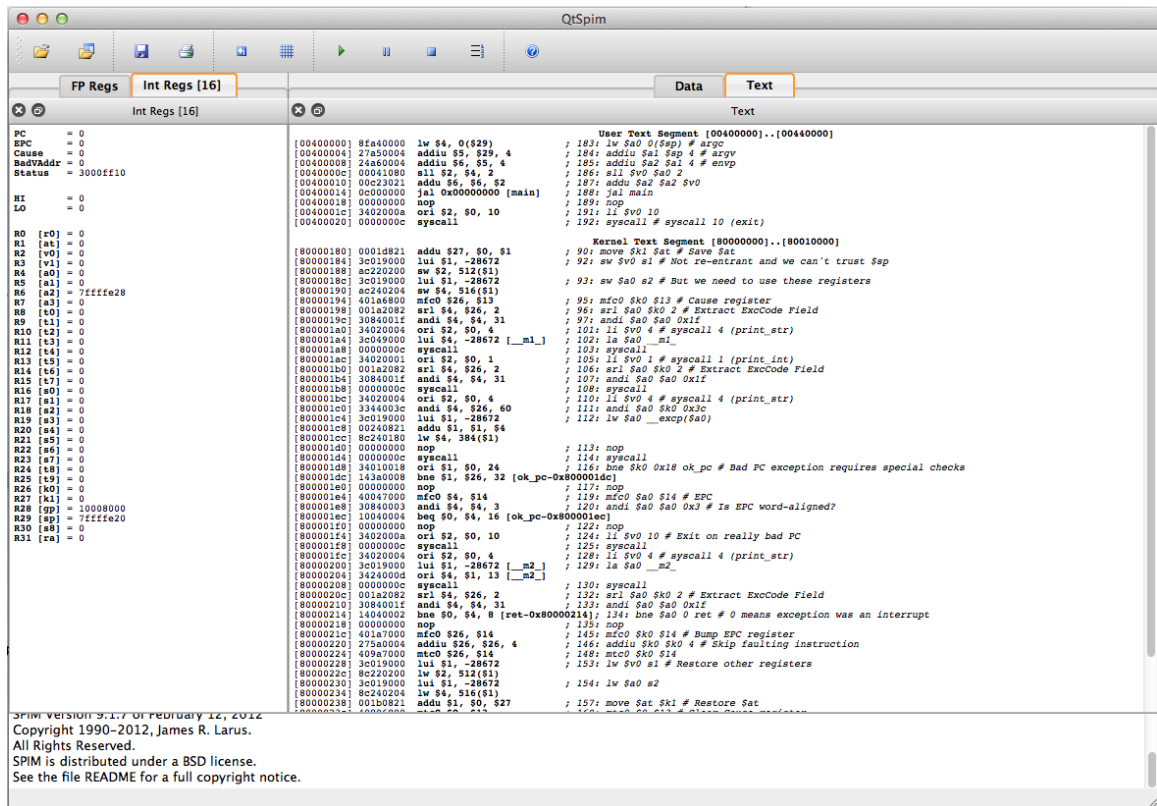 QtSpim
FP Regs
Int Regs [16]
Data
Text
Int Regs [16]
Text
PC = 0
EPC = 0
Cause = 0
BadVAddr = 0
Status = 3000ff10
HI = 0
LO = 0
R0 [r0] = 0
R1 [at] = 0
R2 [v0] = 0
R3 [v1] = 0
R4 [a0] = 0
R5 [a1] = 0
R6 [a2] = 7ffffe28
R7 [a3] = 0
R8 [t0] = 0
R9 [t1] = 0
R10 [t2] = 0
R11 [t3] = 0
R12 [t4] = 0
R13 [t5] = 0
R14 [t6] = 0
R15 [t7] = 0
R16 [s0] = 0
R17 [s1] = 0
R18 [s2] = 0
R19 [s3] = 0
R20 [s4] = 0
R21 [s5] = 0
R22 [s6] = 0
R23 [s7] = 0
R24 [t8] = 0
R25 [t9] = 0
R26 [k0] = 0
R27 [k1] = 0
R28 [gp] = 10008000
R29 [sp] = 7ffffe20
R30 [s8] = 0
R31 [ra] = 0
User Text Segment [00400000]..[00440000]
[00400000] 8fa40000 lw $4, 0($29) ; 183: lw $a0 0($sp) # argc
[00400004] 27a50004 addiu $5, $29, 4 ; 184: addiu $a1 $sp 4 # argv
[00400008] 24a60004 addiu $6, $5, 4 ; 185: addiu $a2 $a1 4 # envp
[0040000c] 00041080 sll $2, $4, 2 ; 186: sll $v0 $a0 2
[00400010] 00c23021 addu $6, $6, $2 ; 187: addu $a2 $a2 $v0
[00400014] 0c000000 jal 0x00000000 [main] ; 188: jal main
[00400018] 00000000 nop ; 189: nop
[0040001c] 3402000a ori $2, $0, 10 ; 191: li $v0 10
[00400020] 0000000c syscall ; 192: syscall # syscall 10 (exit)
Kernel Text Segment [80000000]..[80010000]
[80000180] 0001d821 addu $27, $0, $1 ; 90: move $k1 $at # Save $at
[80000184] 3c019000 lui $1, -28672 ; 92: sw $v0 s1 # Not re-entrant and we can't trust $sp
[80000188] ac220200 sw $2, 512($1)
[8000018c] 3c019000 lui $1, -28672 ; 93: sw $a0 s2 # But we need to use these registers
[80000190] ac240204 sw $4, 516($1)
[80000194] 401a6800 mfc0 $26, $13 ; 95: mfc0 $k0 $13 # Cause register
[80000198] 001a2082 srl $4, $26, 2 ; 96: srl $a0 $k0 2 # Extract ExcCode Field
[8000019c] 3084001f andi $4, $4, 31 ; 97: andi $a0 $a0 0x1f
[800001a0] 34020004 ori $2, $0, 4 ; 101: li $v0 4 # syscall 4 (print_str)
[800001a4] 3c049000 lui $4, -28672 [__m1_] ; 102: la $a0 __m1_
[800001a8] 0000000c syscall ; 103: syscall
[800001ac] 34020001 ori $2, $0, 1 ; 105: li $v0 1 # syscall 1 (print_int)
[800001b0] 001a2082 srl $4, $26, 2 ; 106: srl $a0 $k0 2 # Extract ExcCode Field
[800001b4] 3084001f andi $4, $4, 31 ; 107: andi $a0 $a0 0x1f
[800001b8] 0000000c syscall ; 108: syscall
[800001bc] 34020004 ori $2, $0, 4 ; 110: li $v0 4 # syscall 4 (print_str)
[800001c0] 3344003c andi $4, $26, 60 ; 111: andi $a0 $k0 0x3c
[800001c4] 3c019000 lui $1, -28672 ; 112: lw $a0 __excp($a0)
[800001c8] 00240821 addu $1, $1, $4
[800001cc] 8c240180 lw $4, 384($1)
[800001d0] 00000000 nop ; 113: nop
[800001d4] 0000000c syscall ; 114: syscall
[800001d8] 34010018 ori $1, $0, 24 ; 116: bne $k0 0x18 ok_pc # Bad PC exception requires special checks
[800001dc] 143a0008 bne $1, $26, 32 [ok_pc-0x800001dc]
[800001e0] 00000000 nop ; 117: nop
[800001e4] 40047000 mfc0 $4, $14 ; 119: mfc0 $a0 $14 # EPC
[800001e8] 30840003 andi $4, $4, 3 ; 120: andi $a0 $a0 0x3 # Is EPC word-aligned?
[800001ec] 10040004 beq $0, $4, 16 [ok_pc-0x800001ec]
[800001f0] 00000000 nop ; 122: nop
[800001f4] 3402000a ori $2, $0, 10 ; 124: li $v0 10 # Exit on really bad PC
[800001f8] 0000000c syscall ; 125: syscall
[800001fc] 34020004 ori $2, $0, 4 ; 128: li $v0 4 # syscall 4 (print_str)
[80000200] 3c019000 lui $1, -28672 [__m2_] ; 129: la $a0 __m2_
[80000204] 3424000d ori $4, $1, 13 [__m2_]
[80000208] 0000000c syscall ; 130: syscall
[8000020c] 001a2082 srl $4, $26, 2 ; 132: srl $a0 $k0 2 # Extract ExcCode Field
[80000210] 3084001f andi $4, $4, 31 ; 133: andi $a0 $a0 0x1f
[80000214] 14040002 bne $0, $4, 8 [ret-0x80000214]; 134: bne $a0 0 ret # 0 means exception was an interrupt
[80000218] 00000000 nop ; 135: nop
[8000021c] 401a7000 mfc0 $26, $14 ; 145: mfc0 $k0 $14 # Bump EPC register
[80000220] 275a0004 addiu $26, $26, 4 ; 146: addiu $k0 $k0 4 # Skip faulting instruction
[80000224] 409a7000 mtc0 $26, $14 ; 148: mtc0 $k0 $14
[80000228] 3c019000 lui $1, -28672 ; 153: lw $v0 s1 # Restore other registers
[8000022c] 8c220200 lw $2, 512($1)
[80000230] 3c019000 lui $1, -28672 ; 154: lw $a0 s2
[80000234] 8c240204 lw $4, 516($1)
[80000238] 001b0821 addu $1, $0, $27 ; 157: move $at $k1 # Restore $at
SPIM Version 9.1.7 of February 12, 2012
Copyright 1990-2012, James R. Larus.
All Rights Reserved.
SPIM is distributed under a BSD license.
See the file README for a full copyright notice.